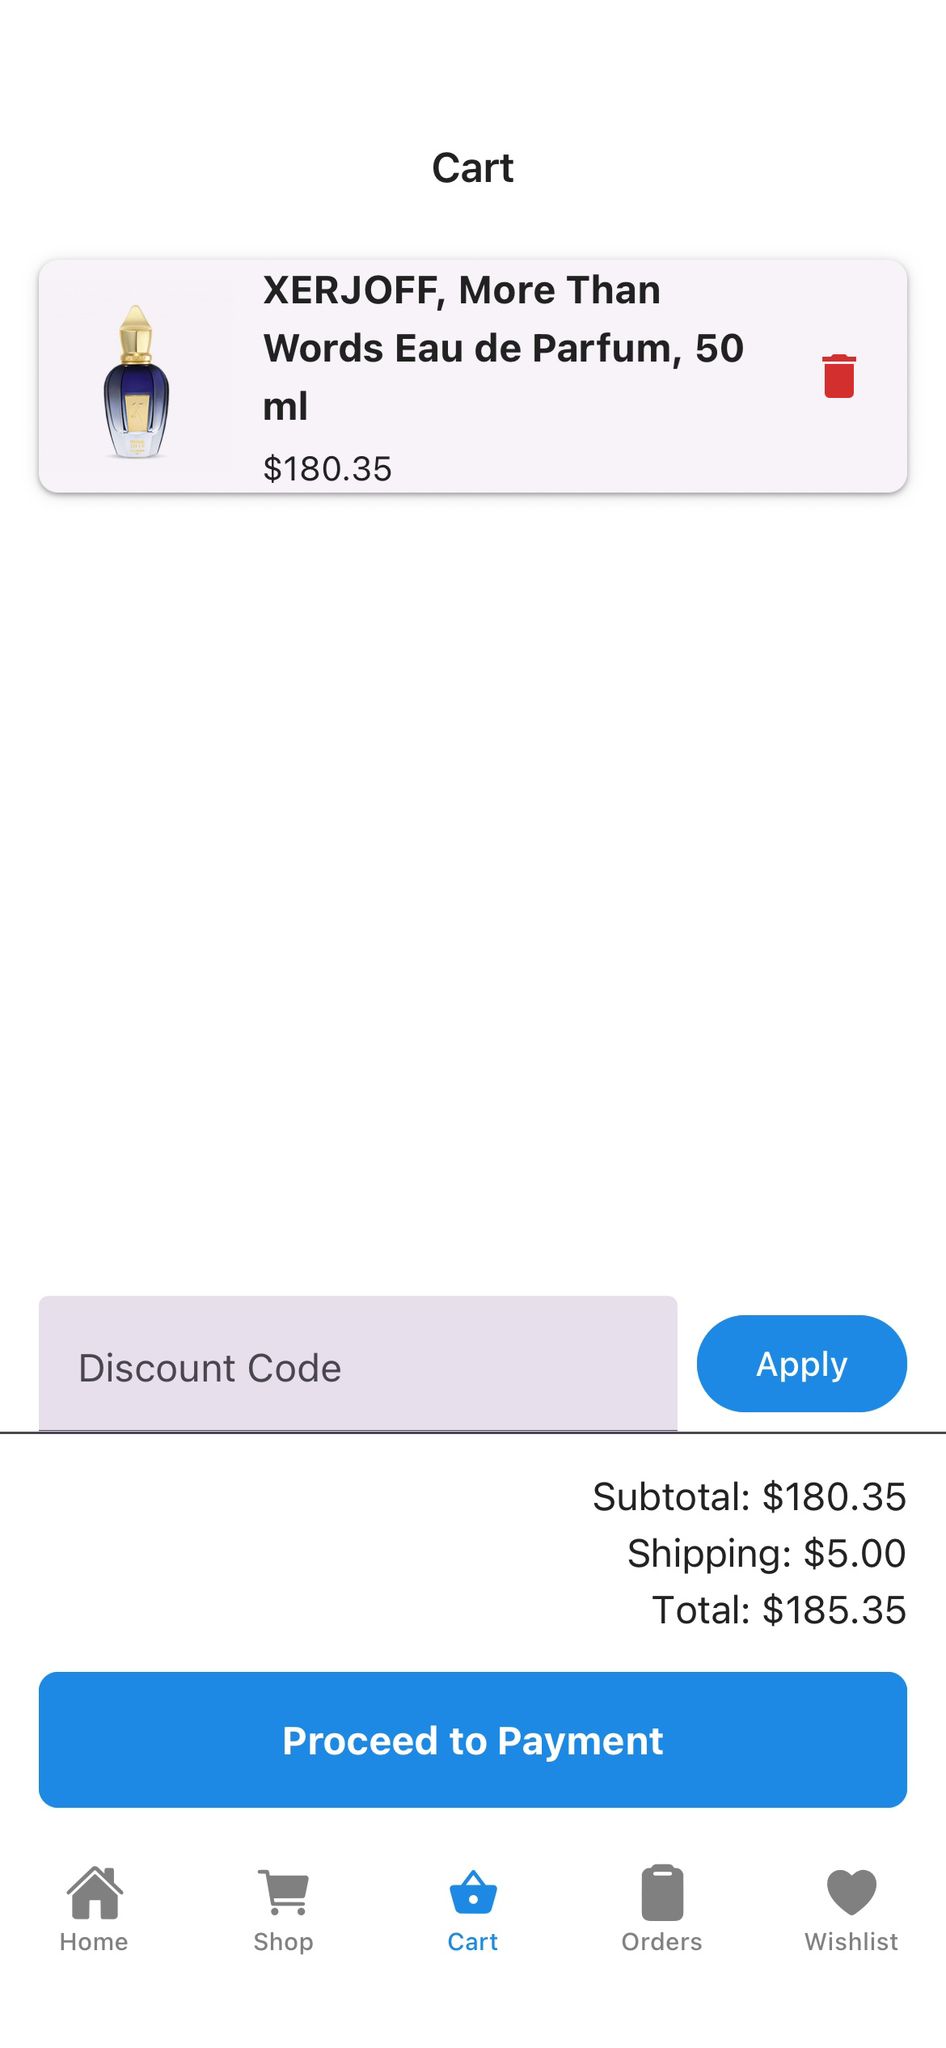 Cart
XERJOFF, More Than
Words Eau de Parfum, 50
ml
$180.35
Discount Code
Apply
Subtotal: $180.35
Shipping: $5.00
Total: $185.35
Proceed to Payment
Home
Shop
Cart
Orders
Wishlist